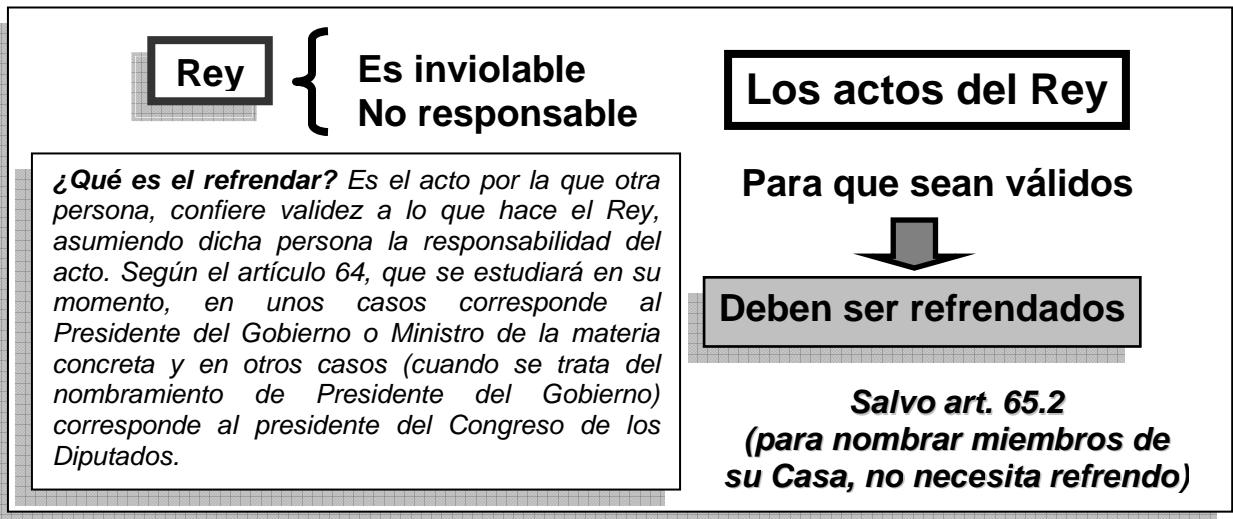 Rey
Es inviolable
No responsable
¿Qué es el refrendar? Es el acto por la que otra
persona, confiere validez a lo que hace el Rey,
asumiendo dicha persona la responsabilidad del
acto. Según el artículo 64, que se estudiará en su
momento, en unos casos corresponde al
Presidente del Gobierno o Ministro de la materia
concreta y en otros casos (cuando se trata del
nombramiento de Presidente del Gobierno)
corresponde al presidente del Congreso de los
Diputados.
Los actos del Rey
Para que sean válidos
Deben ser refrendados
Salvo art. 65.2
(para nombrar miembros de
su Casa, no necesita refrendo)